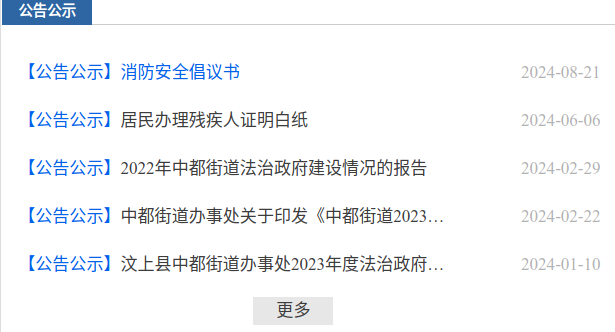 公告公示
【公告公示】消防安全倡议书 2024-08-21
【公告公示】居民办理残疾人证明白纸 2024-06-06
【公告公示】2022年中都街道法治政府建设情况的报告 2024-02-29
【公告公示】中都街道办事处关于印发《中都街道2023… 2024-02-22
【公告公示】汶上县中都街道办事处2023年度法治政府… 2024-01-10
更多